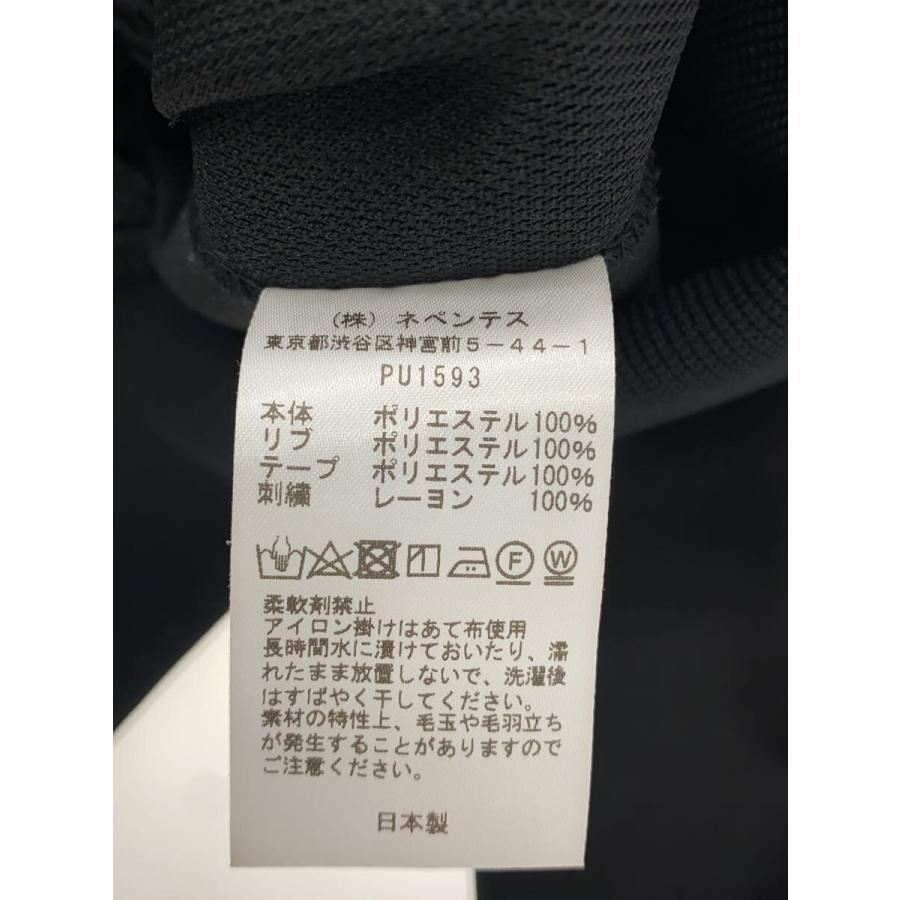 (株) ネペンテス
東京都渋谷区神宮前5-44-1
PU1593
本体 ポリエステル100%
リブ ポリエステル100%
テープ ポリエステル100%
刺繍 レーヨン 100%
F W
柔軟剤禁止
アイロン掛けはあて布使用
長時間水に漬けておいたり、濡
れたまま放置しないで、洗濯後
はすばやく干してください。
素材の特性上、毛玉や毛羽立ち
が発生することがありますので
ご注意ください。
日本製